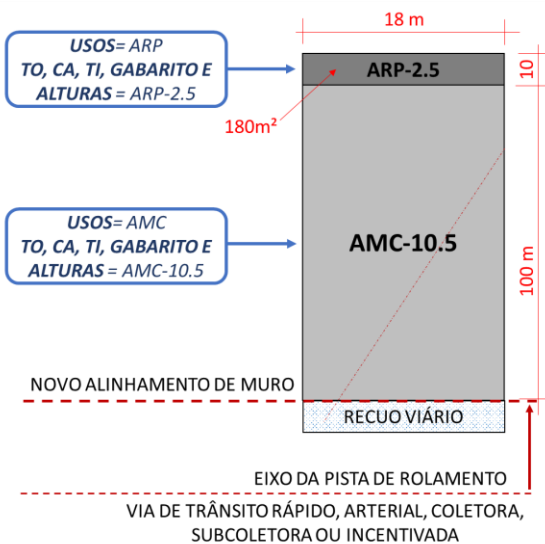 18 m
USOS= ARP
TO, CA, TI, GABARITO E
ALTURAS = ARP-2.5
ARP-2.5
10
180m²
USOS= AMC
TO, CA, TI, GABARITO E
ALTURAS = AMC-10.5
AMC-10.5
100 m
NOVO ALINHAMENTO DE MURO
RECUO VIÁRIO
EIXO DA PISTA DE ROLAMENTO
VIA DE TRÂNSITO RÁPIDO, ARTERIAL, COLETORA,
SUBCOLETORA OU INCENTIVADA